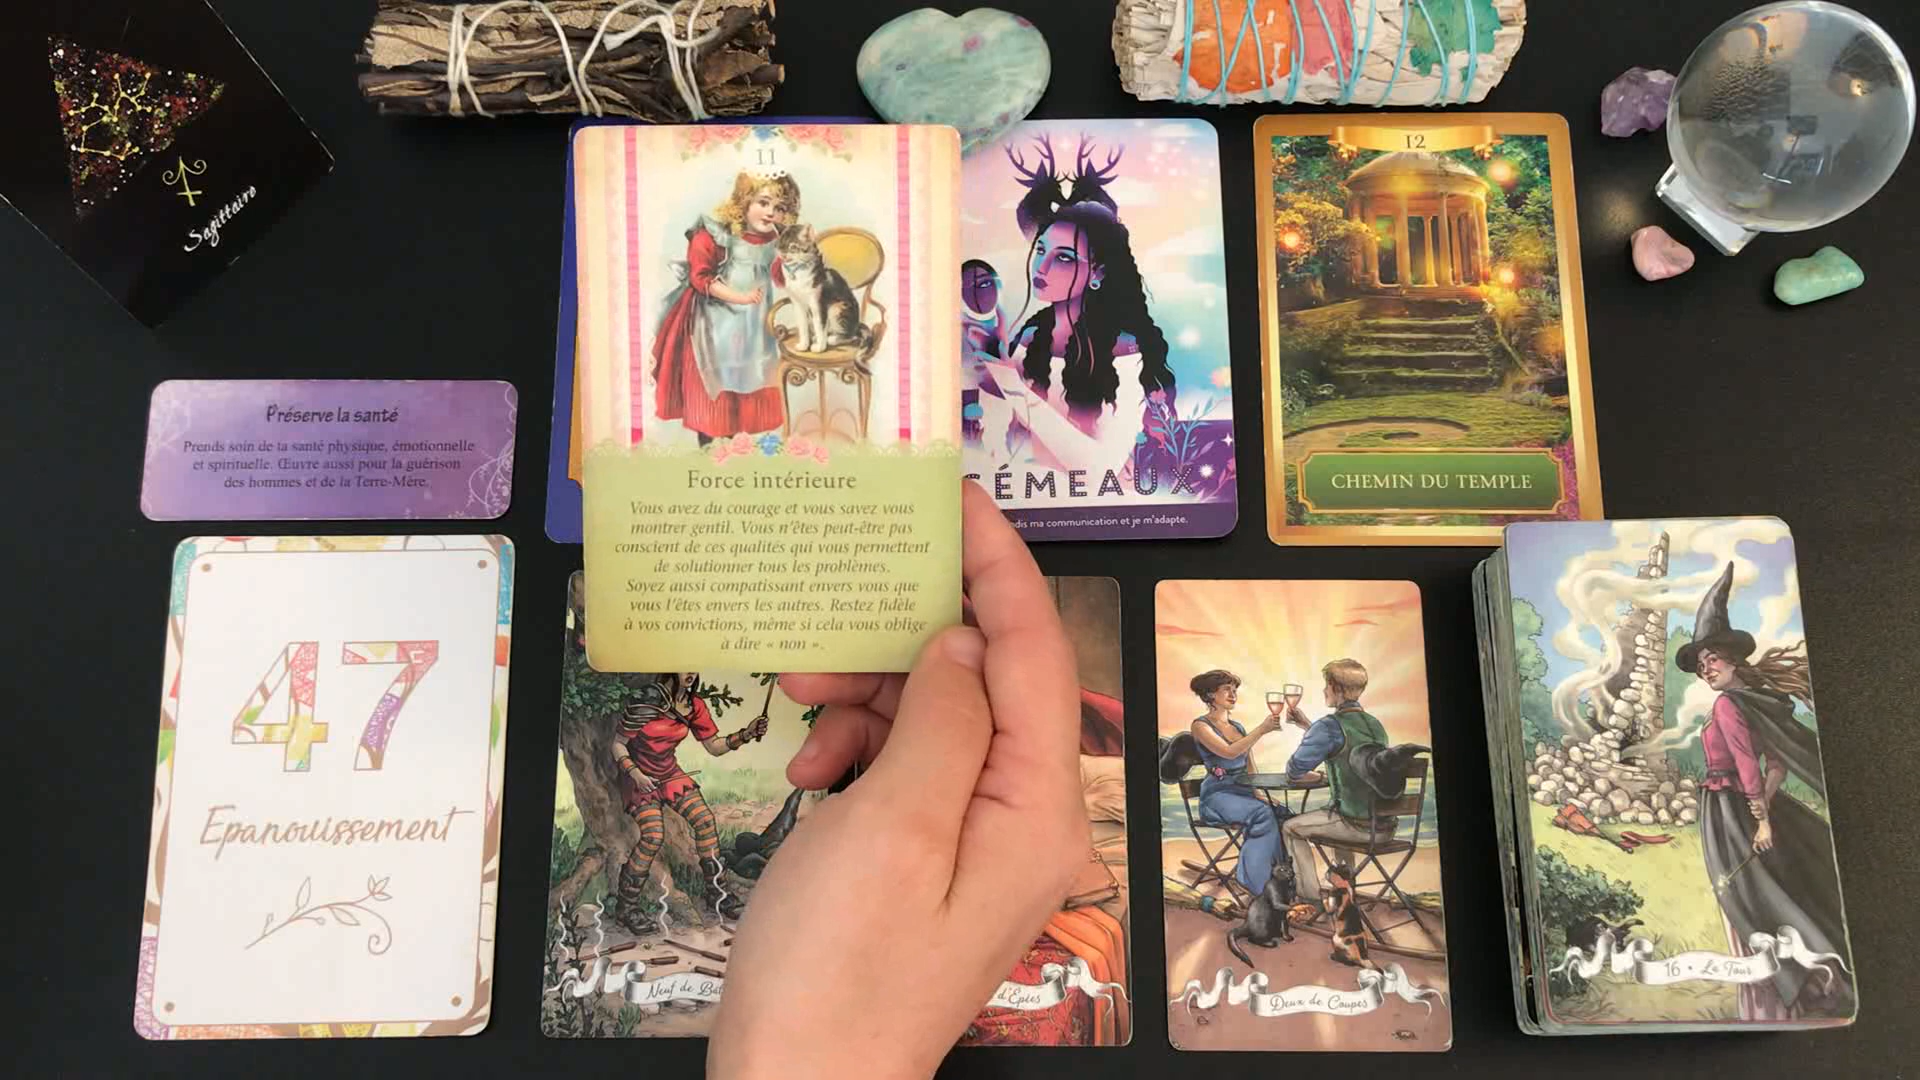 Sagittaire
Préserve la santé
Prends soin de ta santé physique, émotionnelle
et spirituelle. Œuvre aussi pour la guérison
des hommes et de la Terre-Mère.
47
Epanouissement
11
Force intérieure
Vous avez du courage et vous savez vous
montrer gentil. Vous n'êtes peut-être pas
conscient de ces qualités qui vous permettent
de solutionner tous les problèmes.
Soyez aussi compatissant envers vous que
vous l'êtes envers les autres. Restez fidèle
à vos convictions, même si cela vous oblige
à dire « non ».
ÉMEAUX
ma communication et je m'adapte.
12
CHEMIN DU TEMPLE
Neuf de
d'Épées
Deux de Coupes
16 • La Tour